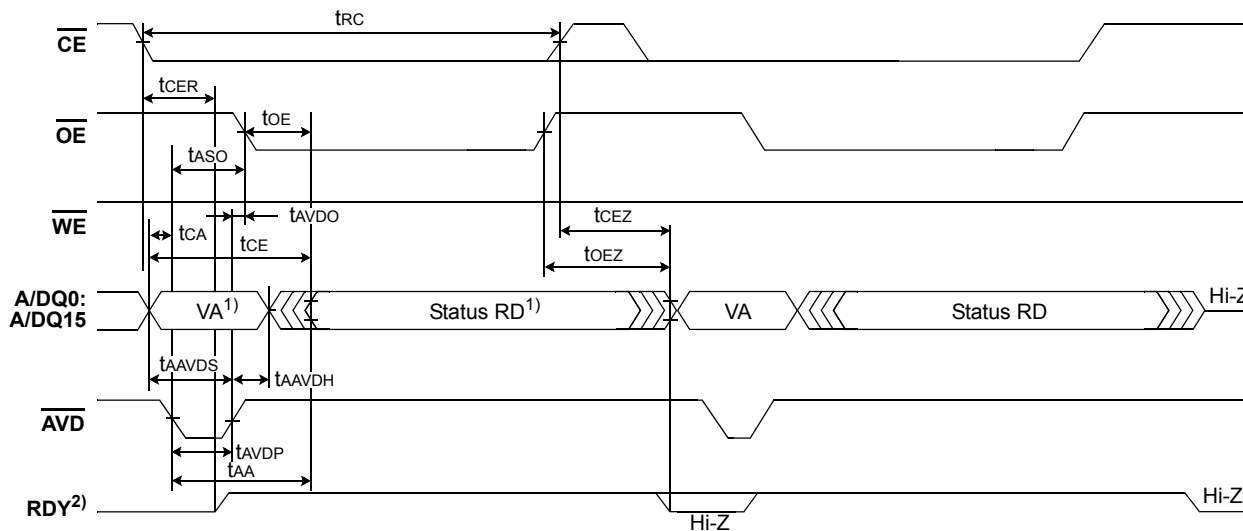 tRC
CE
tCER
tOE
OE
tASO
tAVDO
WE
tCEZ
tCA
tCE
tOEZ
A/DQ0:
A/DQ15
VA1)
Status RD1)
VA
Status RD
Hi-Z
tAAVDS
tAAVDH
AVD
tAVDP
tAA
RDY2)
Hi-Z
Hi-Z